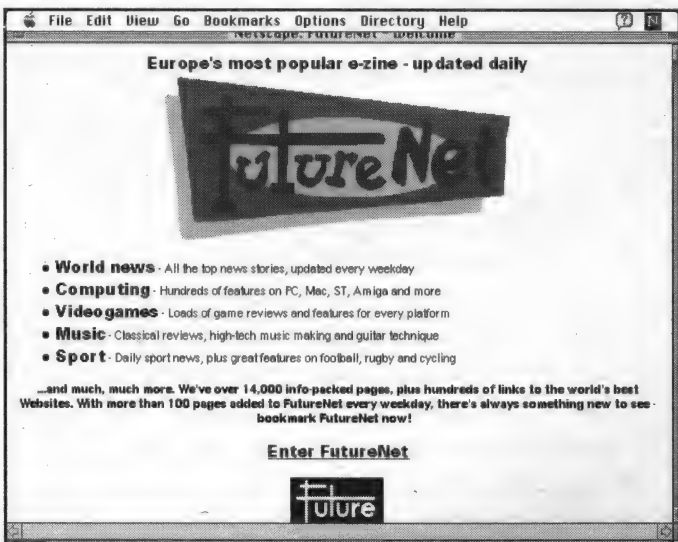 File Edit View Go Bookmarks Options Directory Help
Netscape: FutureNet - Welcome
Europe's most popular e-zine - updated daily
FutureNet
• World news - All the top news stories, updated every weekday
• Computing - Hundreds of features on PC, Mac, ST, Amiga and more
• Videogames - Loads of game reviews and features for every platform
• Music - Classical reviews, high-tech music making and guitar technique
• Sport - Daily sport news, plus great features on football, rugby and cycling
...and much, much more. We've over 14,000 info-packed pages, plus hundreds of links to the world's best
Websites. With more than 100 pages added to FutureNet every weekday, there's always something new to see -
bookmark FutureNet now!
Enter FutureNet
Future